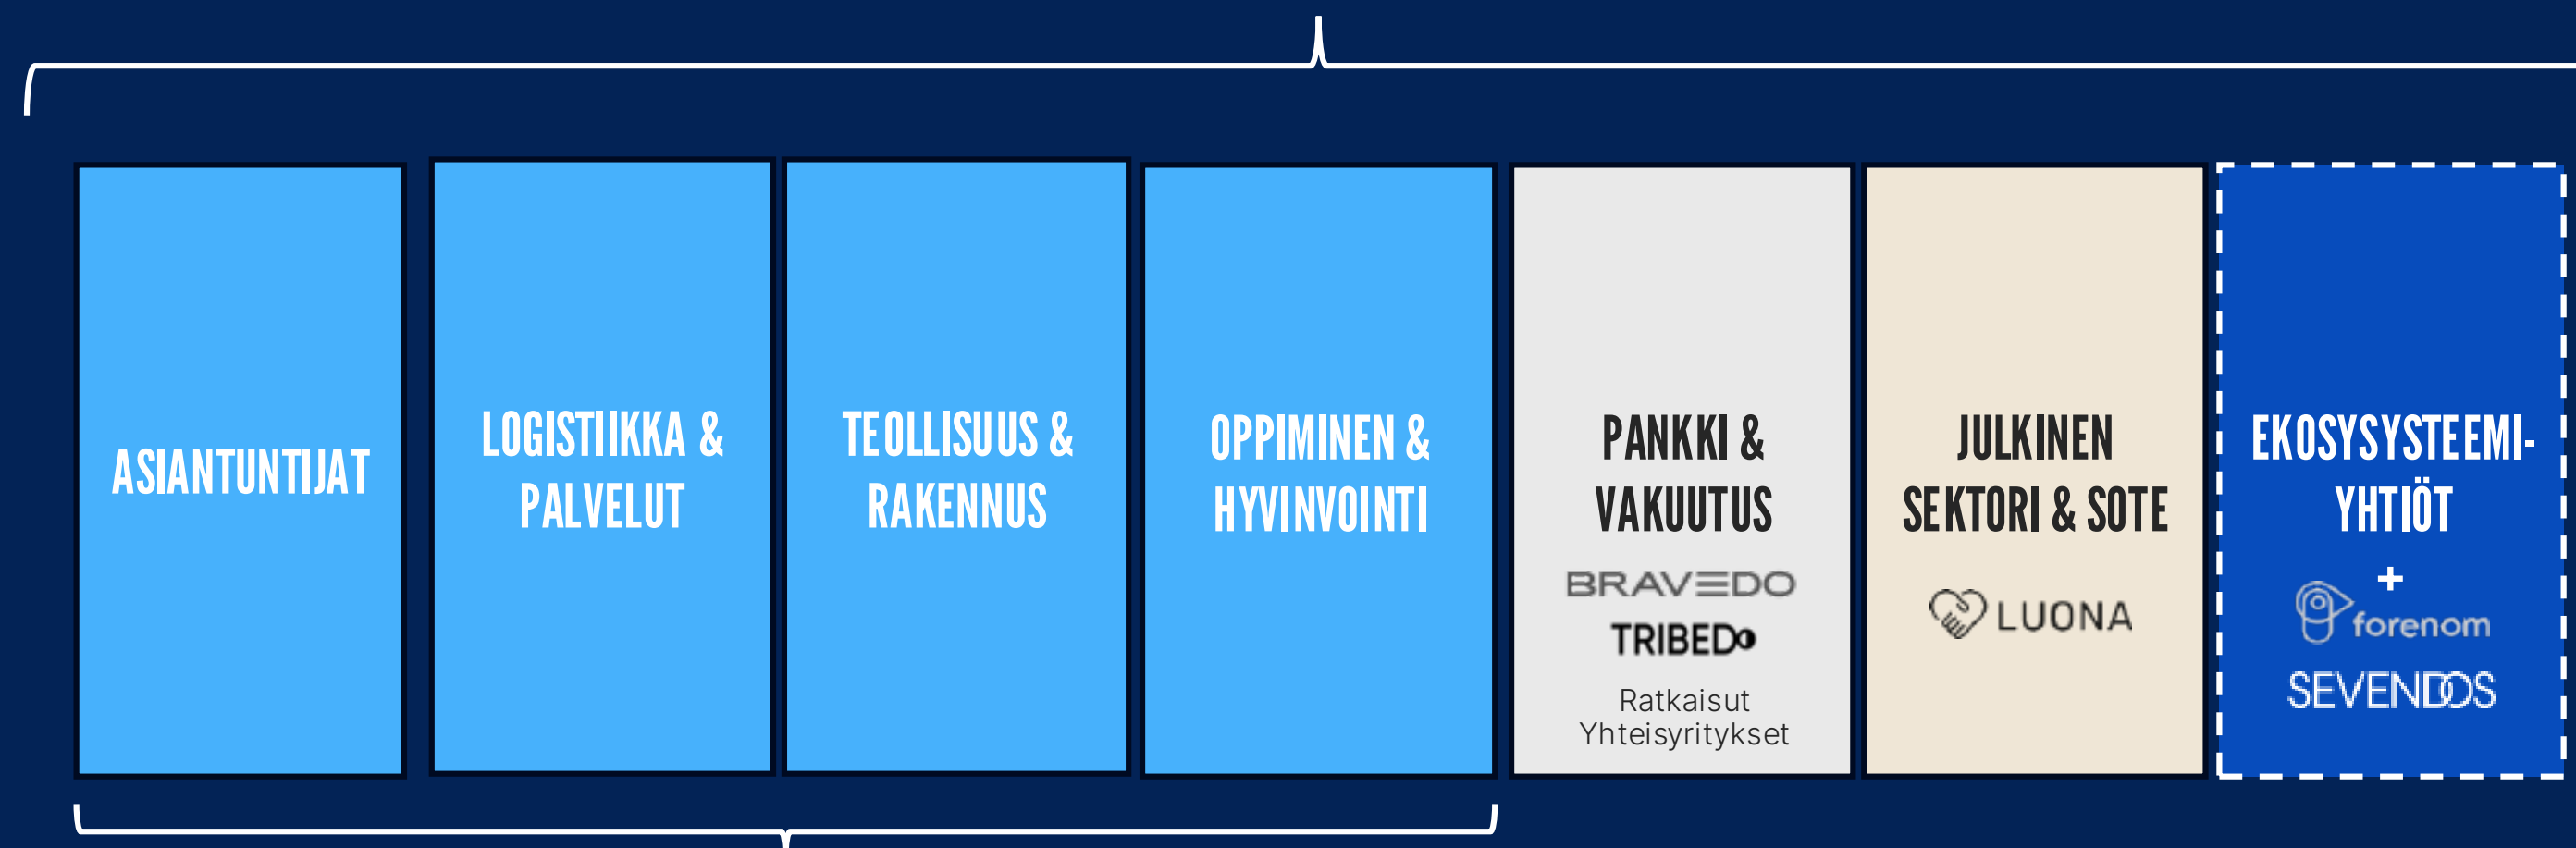 ASIANTUNTIJAT
LOGISTIIKKA &
PALVELUT
TEOLLISUUS &
RAKENNUS
OPPIMINEN &
HYVINVOINTI
PANKKI &
VAKUUTUS
BRAVEDO
TRIBEDO
Ratkaisut
Yhteisyritykset
JULKINEN
SEKTORI & SOTE
LUONA
EKOSYSYSTEEMI-
YHTIÖT
+
forenom
SEVENDOS